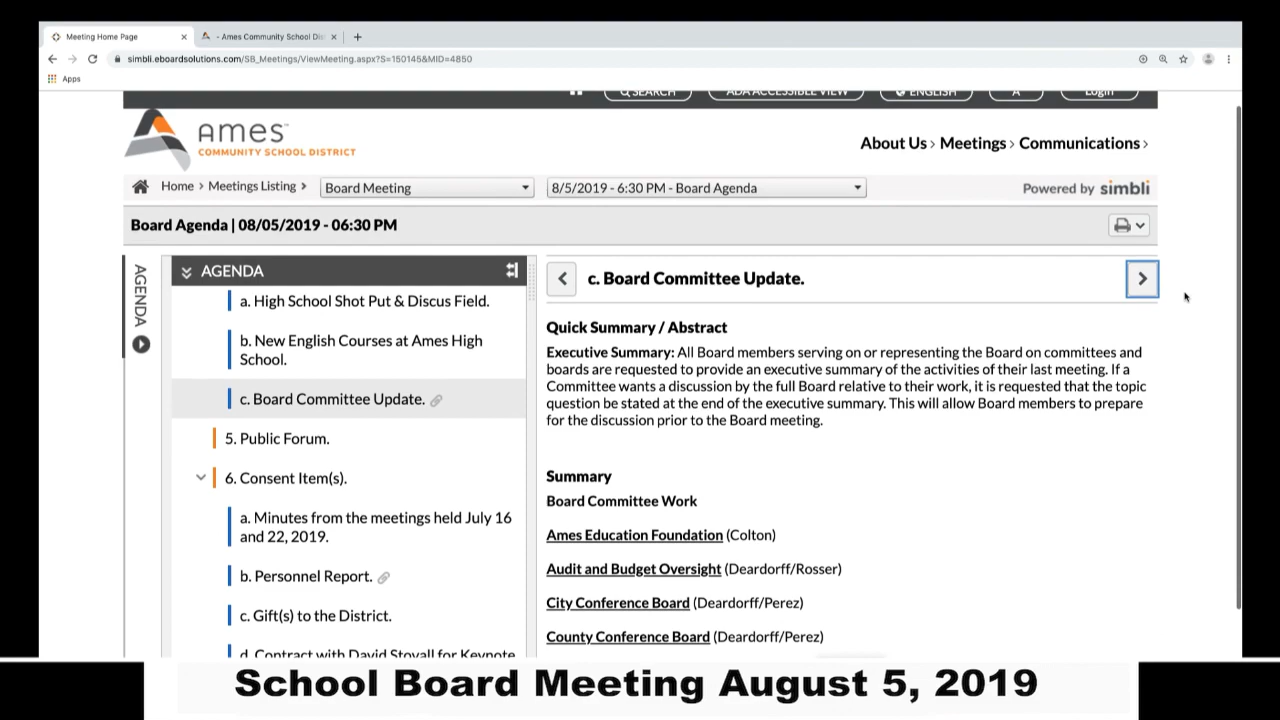 Meeting Home Page
- Ames Community School Dis
simbli.eboardsolutions.com/SB_Meetings/ViewMeeting.aspx?S=150145&MID=4850
Apps
SEARCH ADA ACCESSIBLE VIEW ENGLISH A Login
AMES
COMMUNITY SCHOOL DISTRICT
About Us › Meetings › Communications ›
Home > Meetings Listing > Board Meeting 8/5/2019 - 6:30 PM - Board Agenda Powered by simbli
Board Agenda | 08/05/2019 - 06:30 PM
AGENDA
AGENDA
a. High School Shot Put & Discus Field.
b. New English Courses at Ames High
School.
c. Board Committee Update.
5. Public Forum.
6. Consent Item(s).
a. Minutes from the meetings held July 16
and 22, 2019.
b. Personnel Report.
c. Gift(s) to the District.
d. Contract with David Stovall for Keynote
c. Board Committee Update.
Quick Summary / Abstract
Executive Summary: All Board members serving on or representing the Board on committees and
boards are requested to provide an executive summary of the activities of their last meeting. If a
Committee wants a discussion by the full Board relative to their work, it is requested that the topic
question be stated at the end of the executive summary. This will allow Board members to prepare
for the discussion prior to the Board meeting.
Summary
Board Committee Work
Ames Education Foundation (Colton)
Audit and Budget Oversight (Deardorff/Rosser)
City Conference Board (Deardorff/Perez)
County Conference Board (Deardorff/Perez)
School Board Meeting August 5, 2019